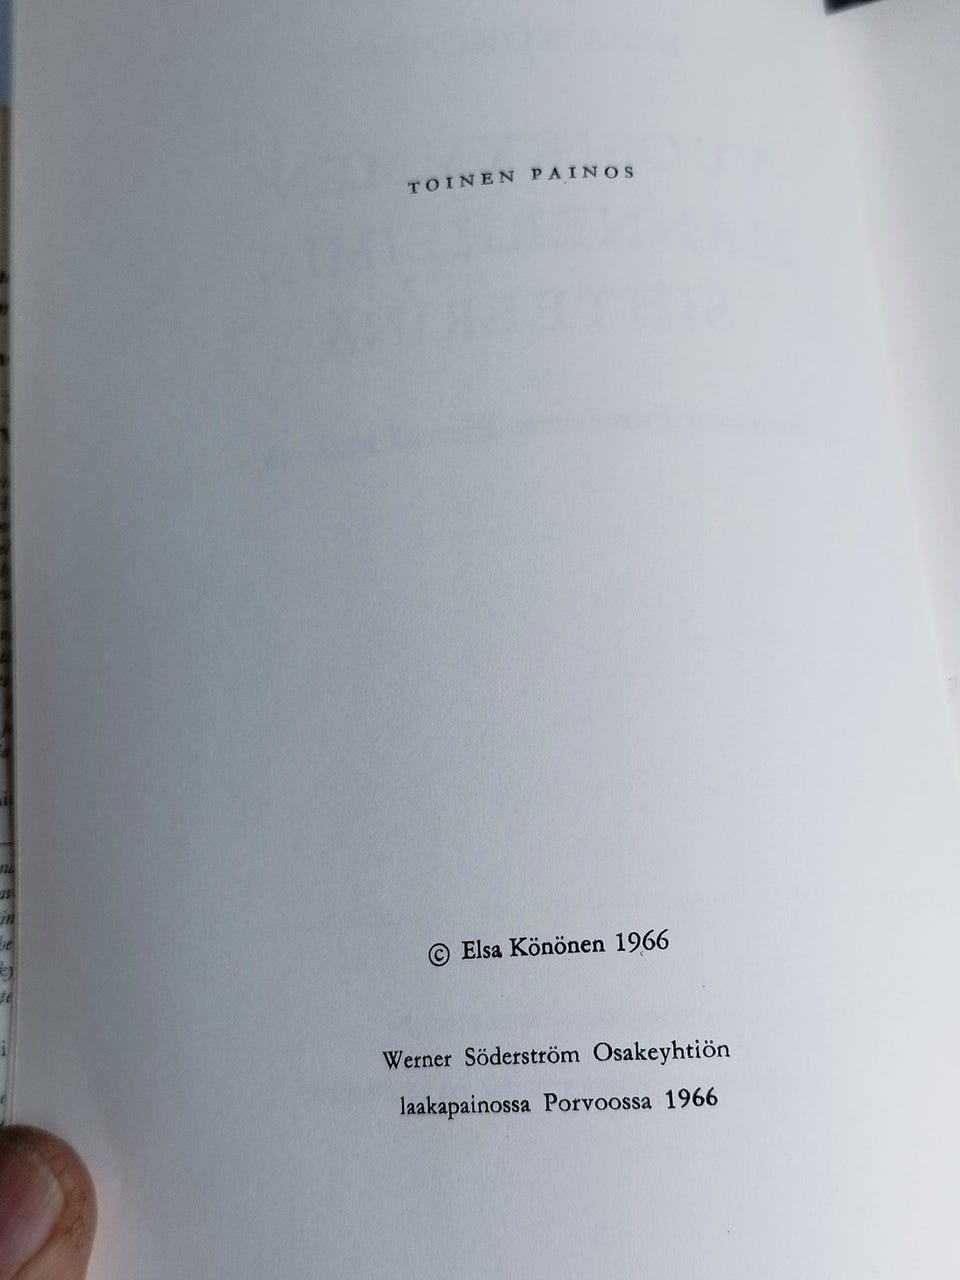 TOINEN PAINOS
© Elsa Könönen 1966
Werner Söderström Osakeyhtiön
laakapainossa Porvoossa 1966